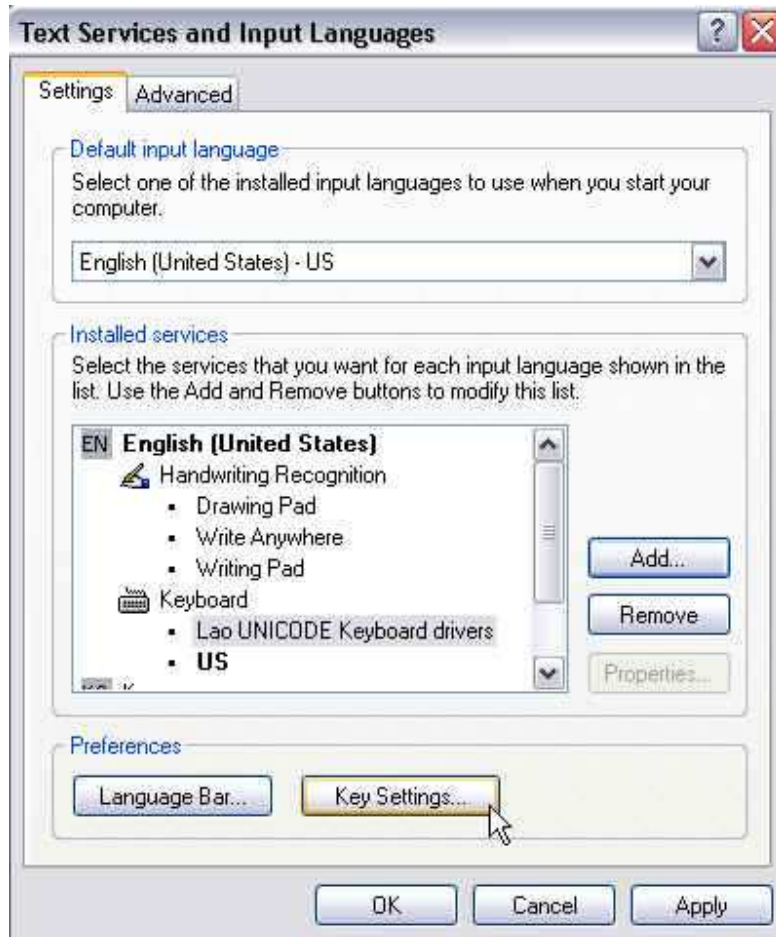 Text Services and Input Languages
Settings
Advanced
Default input language
Select one of the installed input languages to use when you start your
computer.
English (United States) - US
Installed services
Select the services that you want for each input language shown in the
list. Use the Add and Remove buttons to modify this list.
EN English (United States)
Handwriting Recognition
• Drawing Pad
• Write Anywhere
• Writing Pad
Keyboard
• Lao UNICODE Keyboard drivers
• US
Add...
Remove
Properties...
Preferences
Language Bar...
Key Settings...
OK
Cancel
Apply